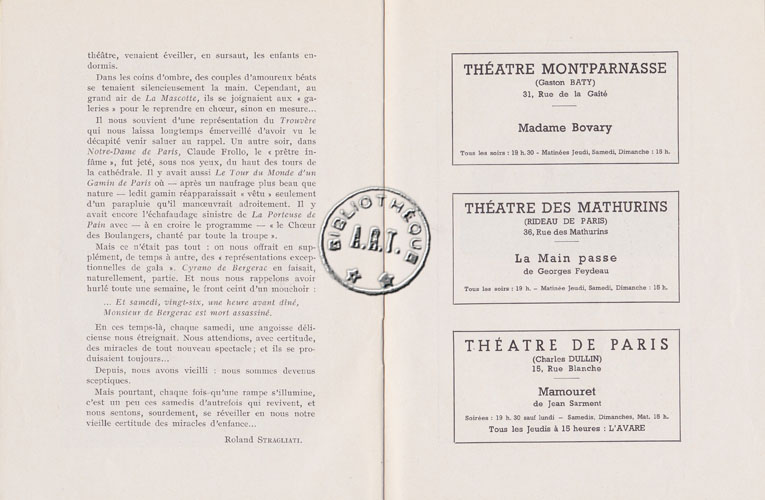 théâtre, venaient éveiller, en sursaut, les enfants en-
dormis.
Dans les coins d'ombre, des couples d'amoureux béats
se tenaient silencieusement la main. Cependant, au
grand air de La Mascotte, ils se joignaient aux « ga-
leries » pour le reprendre en chœur, sinon en mesure...
Il nous souvient d'une représentation du Trouvère
qui nous laissa longtemps émerveillé d'avoir vu le
décapité venir saluer au rappel. Un autre soir, dans
Notre-Dame de Paris, Claude Frollo, le « prêtre in-
fâme », fut jeté, sous nos yeux, du haut des tours de
la cathédrale. Il y avait aussi Le Tour du Monde d'un
Gamin de Paris où — après un naufrage plus beau que
nature — ledit gamin réapparaissait « vêtu » seulement
d'un parapluie qu'il manœuvrait adroitement. Il y
avait encore l'échafaudage sinistre de La Porteuse de
Pain avec — à en croire le programme — « le Chœur
des Boulangers, chanté par toute la troupe ».
Mais ce n'était pas tout : on nous offrait en sup-
plément, de temps à autre, des « représentations excep-
tionnelles de gala ». Cyrano de Bergerac en faisait,
naturellement, partie. Et nous nous rappelons avoir
hurlé toute une semaine, le front ceint d'un mouchoir :
... Et samedi, vingt-six, une heure avant dîné,
Monsieur de Bergerac est mort assassiné.
En ces temps-là, chaque samedi, une angoisse déli-
cieuse nous étreignait. Nous attendions, avec certitude,
des miracles de tout nouveau spectacle ; et ils se pro-
duisaient toujours...
Depuis, nous avons vieilli : nous sommes devenus
sceptiques.
Mais pourtant, chaque fois qu'une rampe s'illumine,
c'est un peu ces samedis d'autrefois qui revivent, et
nous sentons, sourdement, se réveiller en nous notre
vieille certitude des miracles d'enfance...
Roland STRAGLIATI.
BIBLIOTHÈQUE
A.R.T.
THÉATRE MONTPARNASSE
(Gaston BATY)
31, Rue de la Gaîté
Madame Bovary
Tous les soirs : 19 h. 30 - Matinées Jeudi, Samedi, Dimanche : 15 h.
THÉATRE DES MATHURINS
(RIDEAU DE PARIS)
36, Rue des Mathurins
La Main passe
de Georges Feydeau
Tous les soirs : 19 h. - Matinée Jeudi, Samedi, Dimanche : 15 h.
THÉATRE DE PARIS
(Charles DULLIN)
15, Rue Blanche
Mamouret
de Jean Sarment
Soirées : 19 h. 30 sauf lundi - Samedis, Dimanches, Mat. 15 h.
Tous les Jeudis à 15 heures : L'AVARE